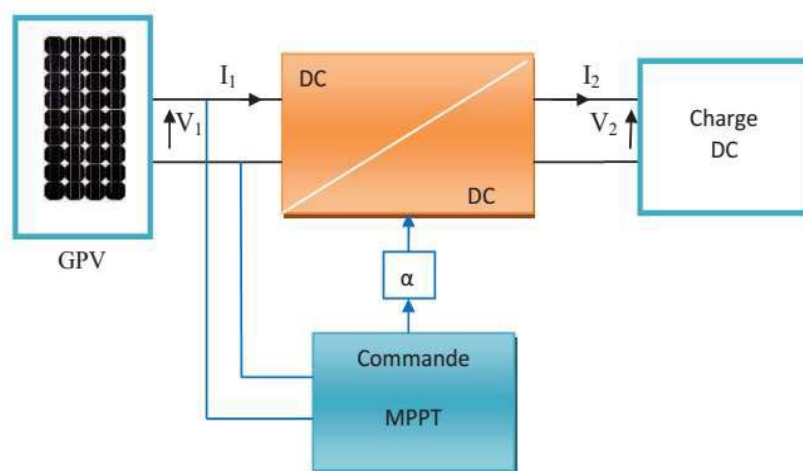 I₁
DC
I₂
V₁
V₂
Charge
DC
DC
GPV
α
Commande
MPPT